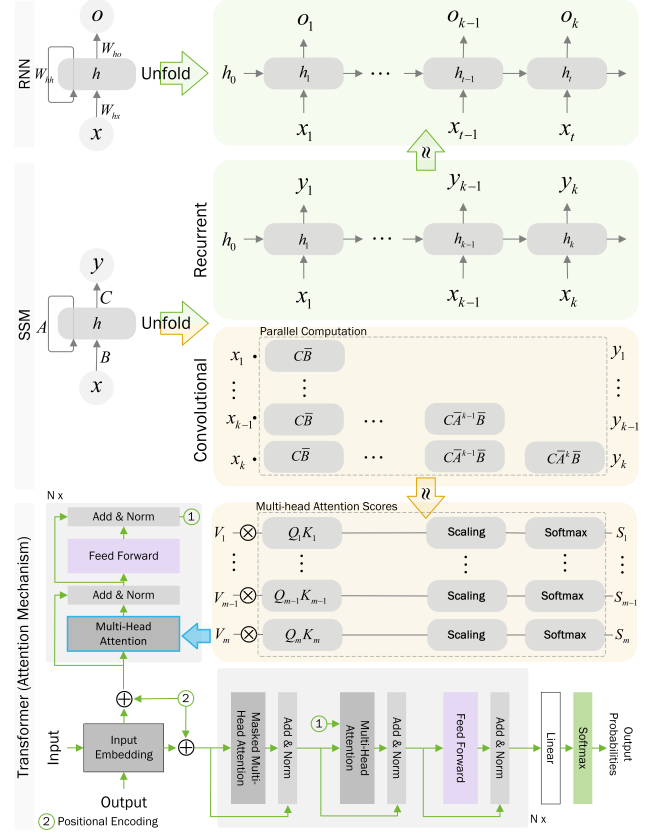 RNN
o
W_ho
W_hh
h
W_hx
x
Unfold
o_1
o_{k-1}
o_k
h_0
h_1
...
h_{t-1}
h_t
x_1
x_{t-1}
x_t
≈
SSM
y
C
A
h
B
x
Unfold
Recurrent
y_1
y_{k-1}
y_k
h_0
h_1
...
h_{k-1}
h_k
x_1
x_{k-1}
x_k
Convolutional
Parallel Computation
x_1 • CB̅ y_1
⋮ ⋮ ⋮
x_{k-1} • CB̅ ... CA̅^{k-1}B̅ y_{k-1}
x_k • CB̅ ... CA̅^{k-1}B̅ CA̅^kB̅ y_k
≈
Transformer (Attention Mechanism)
N x
Add & Norm
1
Feed Forward
Add & Norm
Multi-Head
Attention
Multi-head Attention Scores
V_1 ⊗ Q_1K_1 Scaling Softmax S_1
⋮ ⋮ ⋮ ⋮ ⋮
V_{m-1} ⊗ Q_{m-1}K_{m-1} Scaling Softmax S_{m-1}
V_m ⊗ Q_mK_m Scaling Softmax S_m
2
Input
Input
Embedding
Output
2 Positional Encoding
Masked Multi-
Head Attention
Add & Norm
1
Multi-Head
Attention
Add & Norm
Feed Forward
Add & Norm
N x
Linear
Softmax
Output
Probabilities